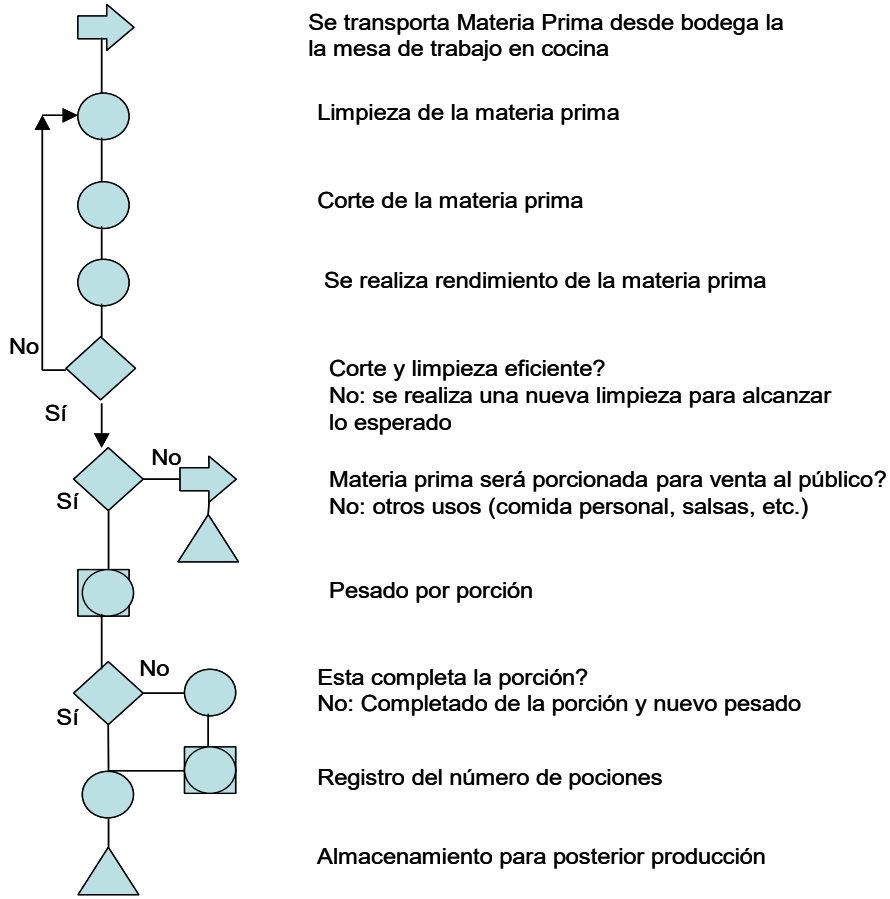 Se transporta Materia Prima desde bodega la
la mesa de trabajo en cocina
Limpieza de la materia prima
Corte de la materia prima
Se realiza rendimiento de la materia prima
No
Corte y limpieza eficiente?
No: se realiza una nueva limpieza para alcanzar
lo esperado
Sí
No
Materia prima será porcionada para venta al público?
No: otros usos (comida personal, salsas, etc.)
Sí
Pesado por porción
No
Esta completa la porción?
No: Completado de la porción y nuevo pesado
Sí
Registro del número de pociones
Almacenamiento para posterior producción